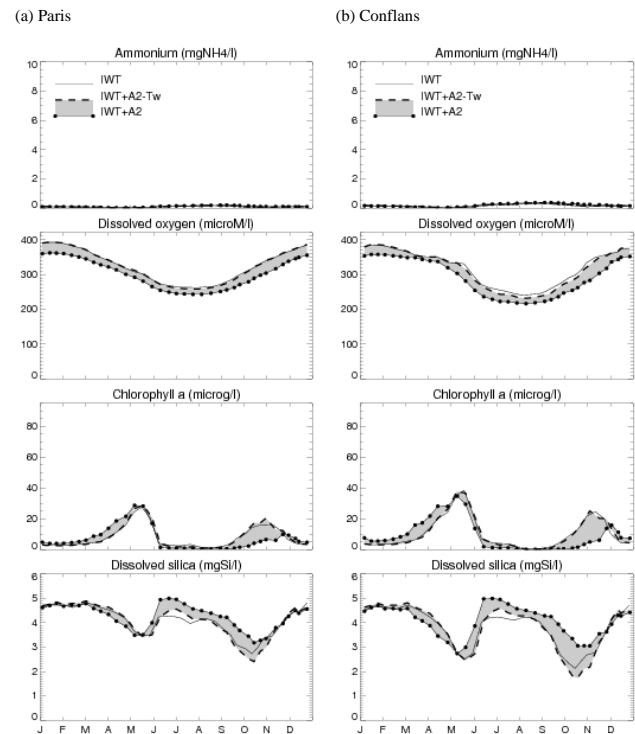 (a) Paris
(b) Conflans
Ammonium (mgNH4/l)
10
8
6
4
2
0
IWT
IWT+A2-Tw
IWT+A2
Ammonium (mgNH4/l)
10
8
6
4
2
0
IWT
IWT+A2-Tw
IWT+A2
Dissolved oxygen (microM/l)
400
300
200
100
0
Dissolved oxygen (microM/l)
400
300
200
100
0
Chlorophyll a (microg/l)
80
60
40
20
0
Chlorophyll a (microg/l)
80
60
40
20
0
Dissolved silica (mgSi/l)
6
5
4
3
2
1
0
J F M A M J J A S O N D
Dissolved silica (mgSi/l)
6
5
4
3
2
1
0
J F M A M J J A S O N D